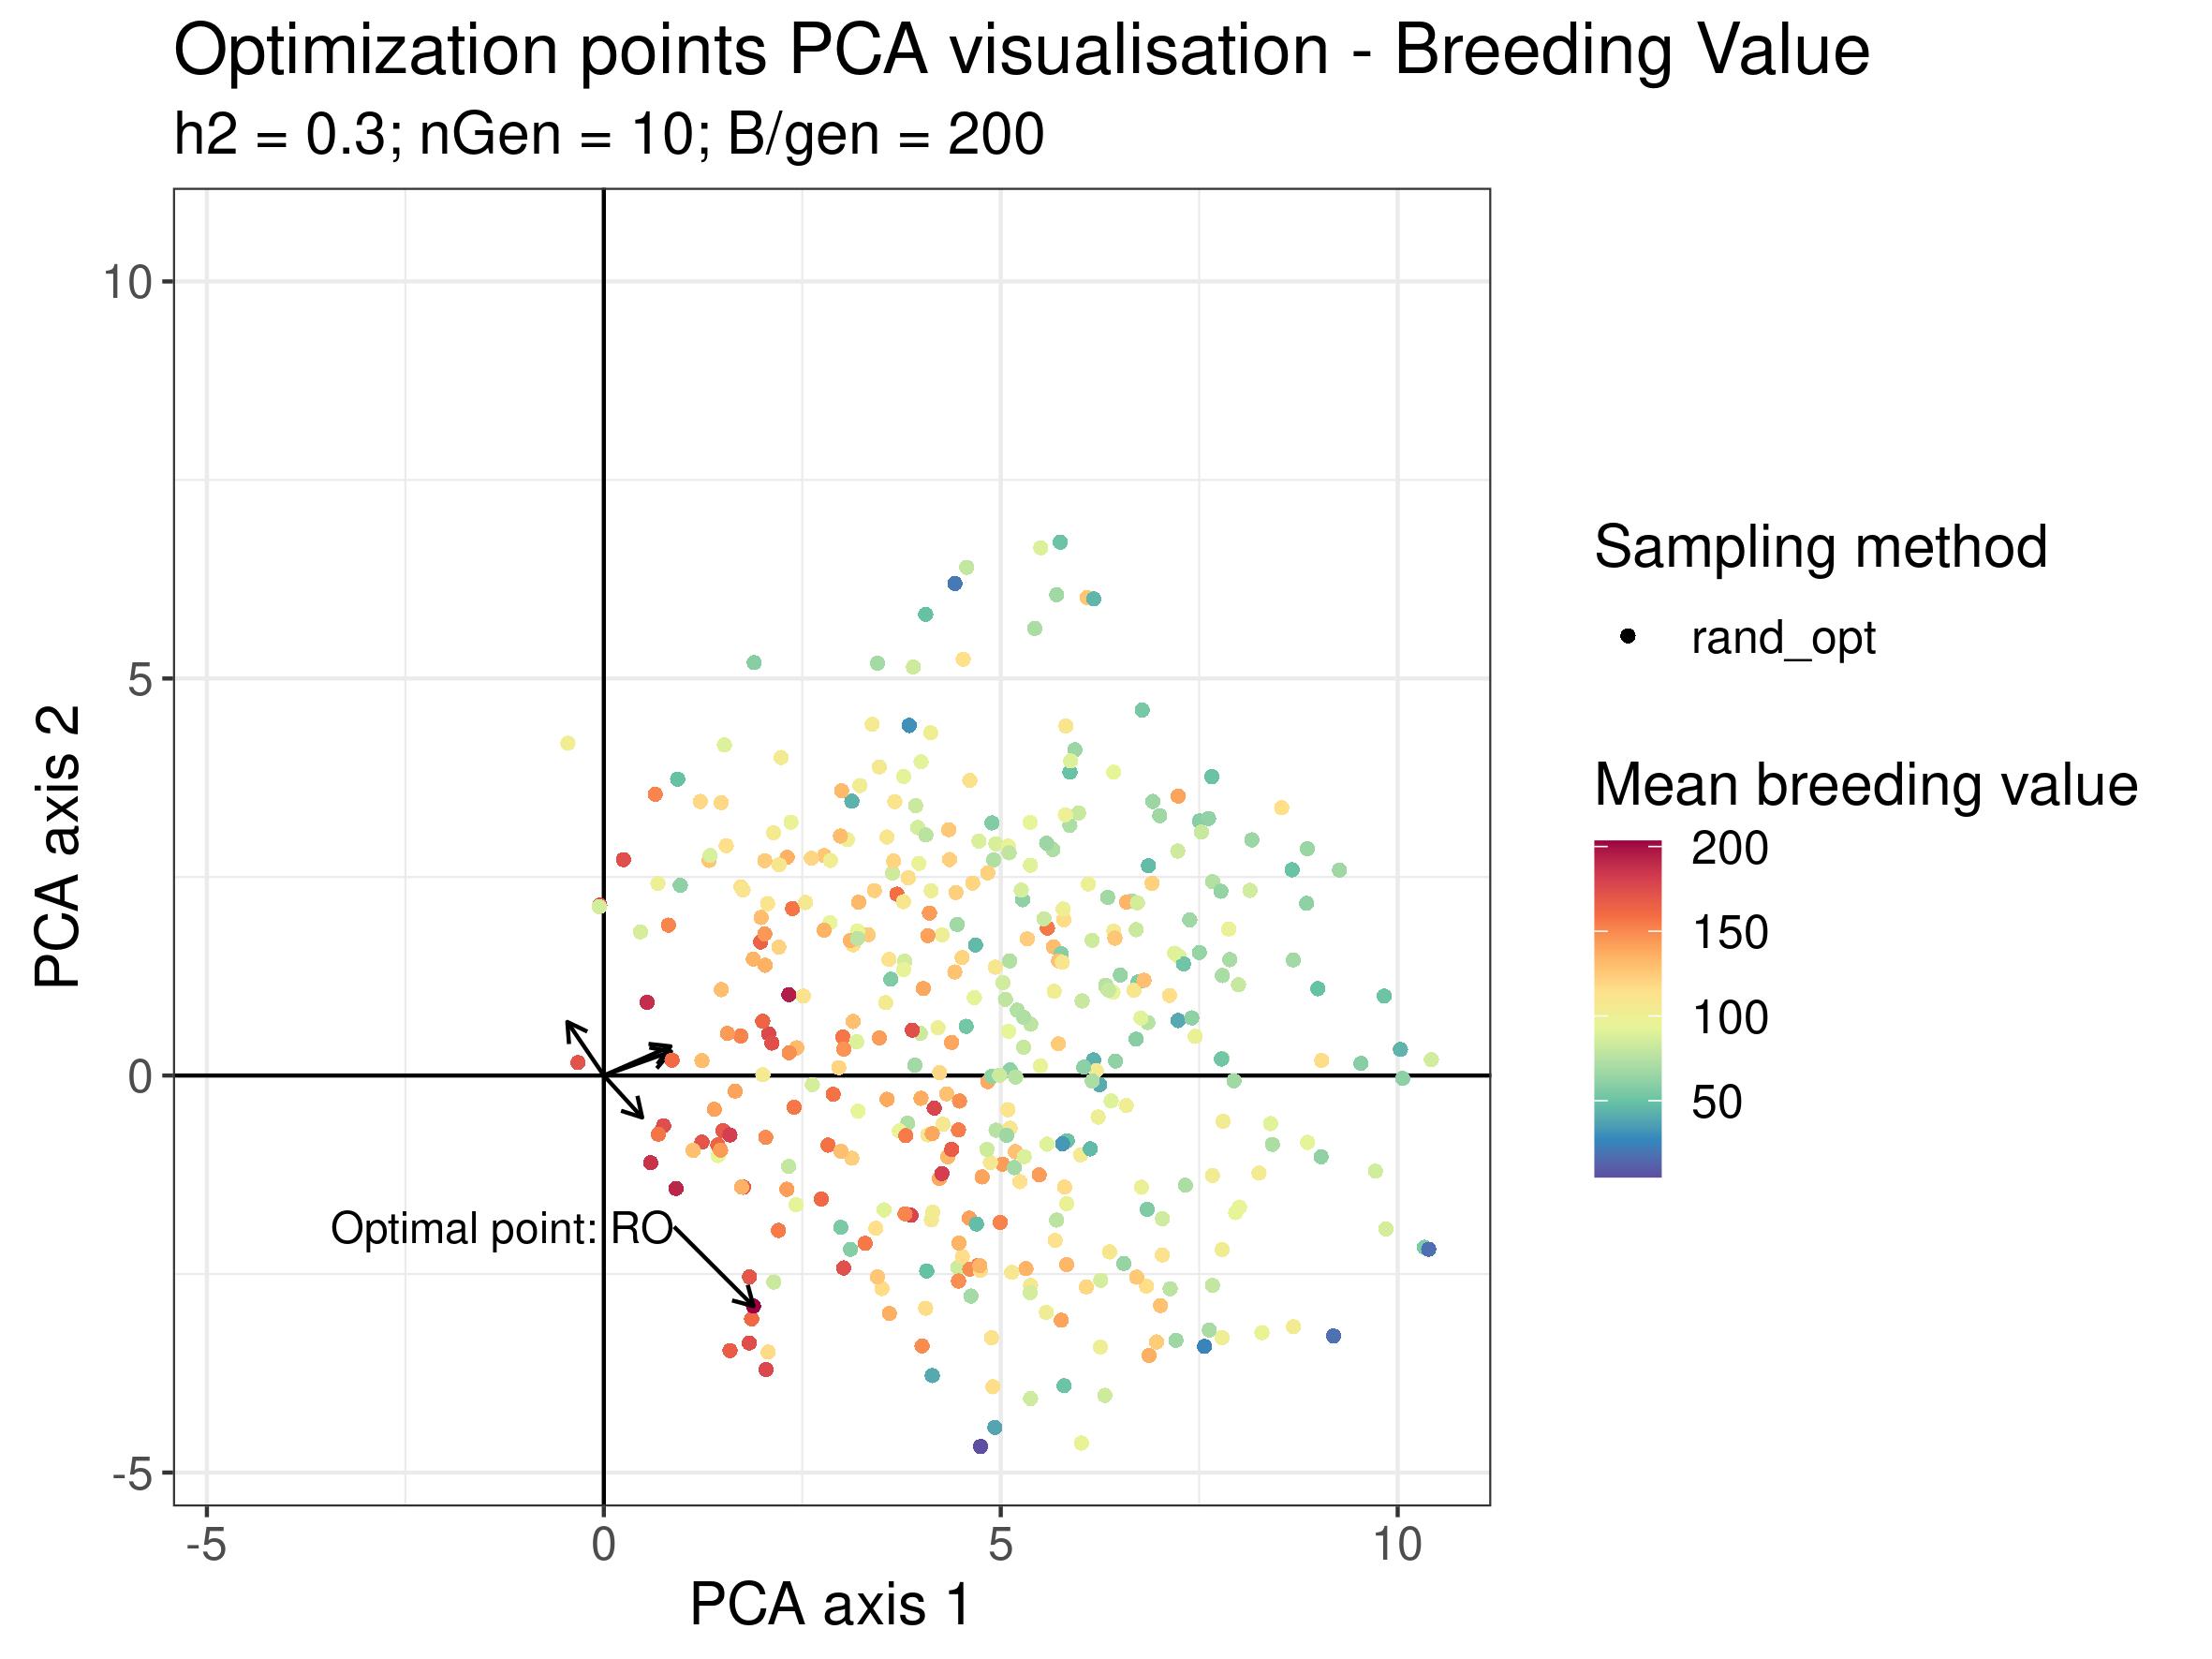 Optimization points PCA visualisation - Breeding Value
h2 = 0.3; nGen = 10; B/gen = 200
PCA axis 2
10
5
0
-5
Optimal point: RO
-5
0
5
10
PCA axis 1
Sampling method
rand_opt
Mean breeding value
200
150
100
50